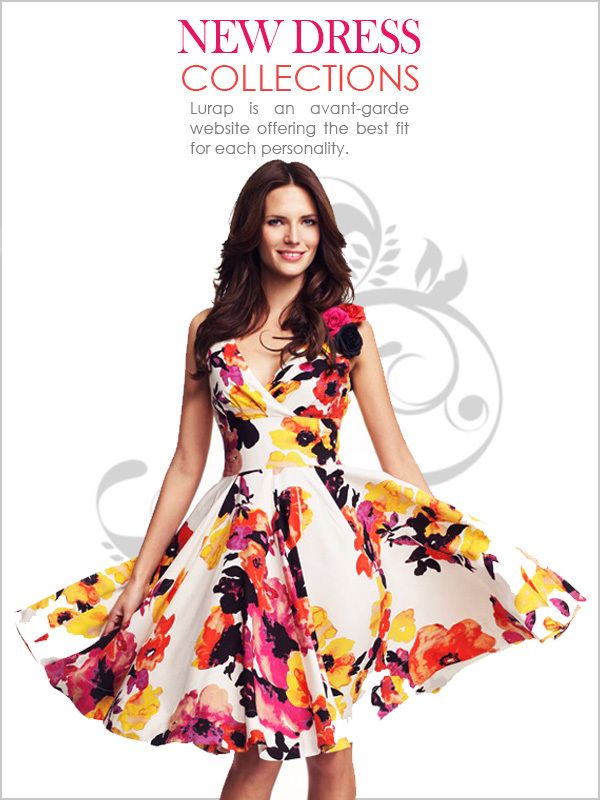 NEW DRESS
COLLECTIONS
Lurap is an avant-garde
website offering the best fit
for each personality.